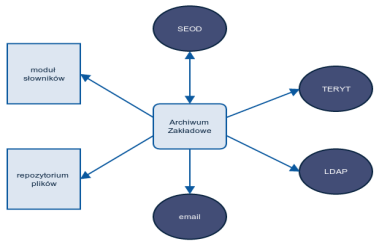 SEOD
moduł
słowników
TERYT
Archiwum
Zakładowe
repozytorium
plików
LDAP
email